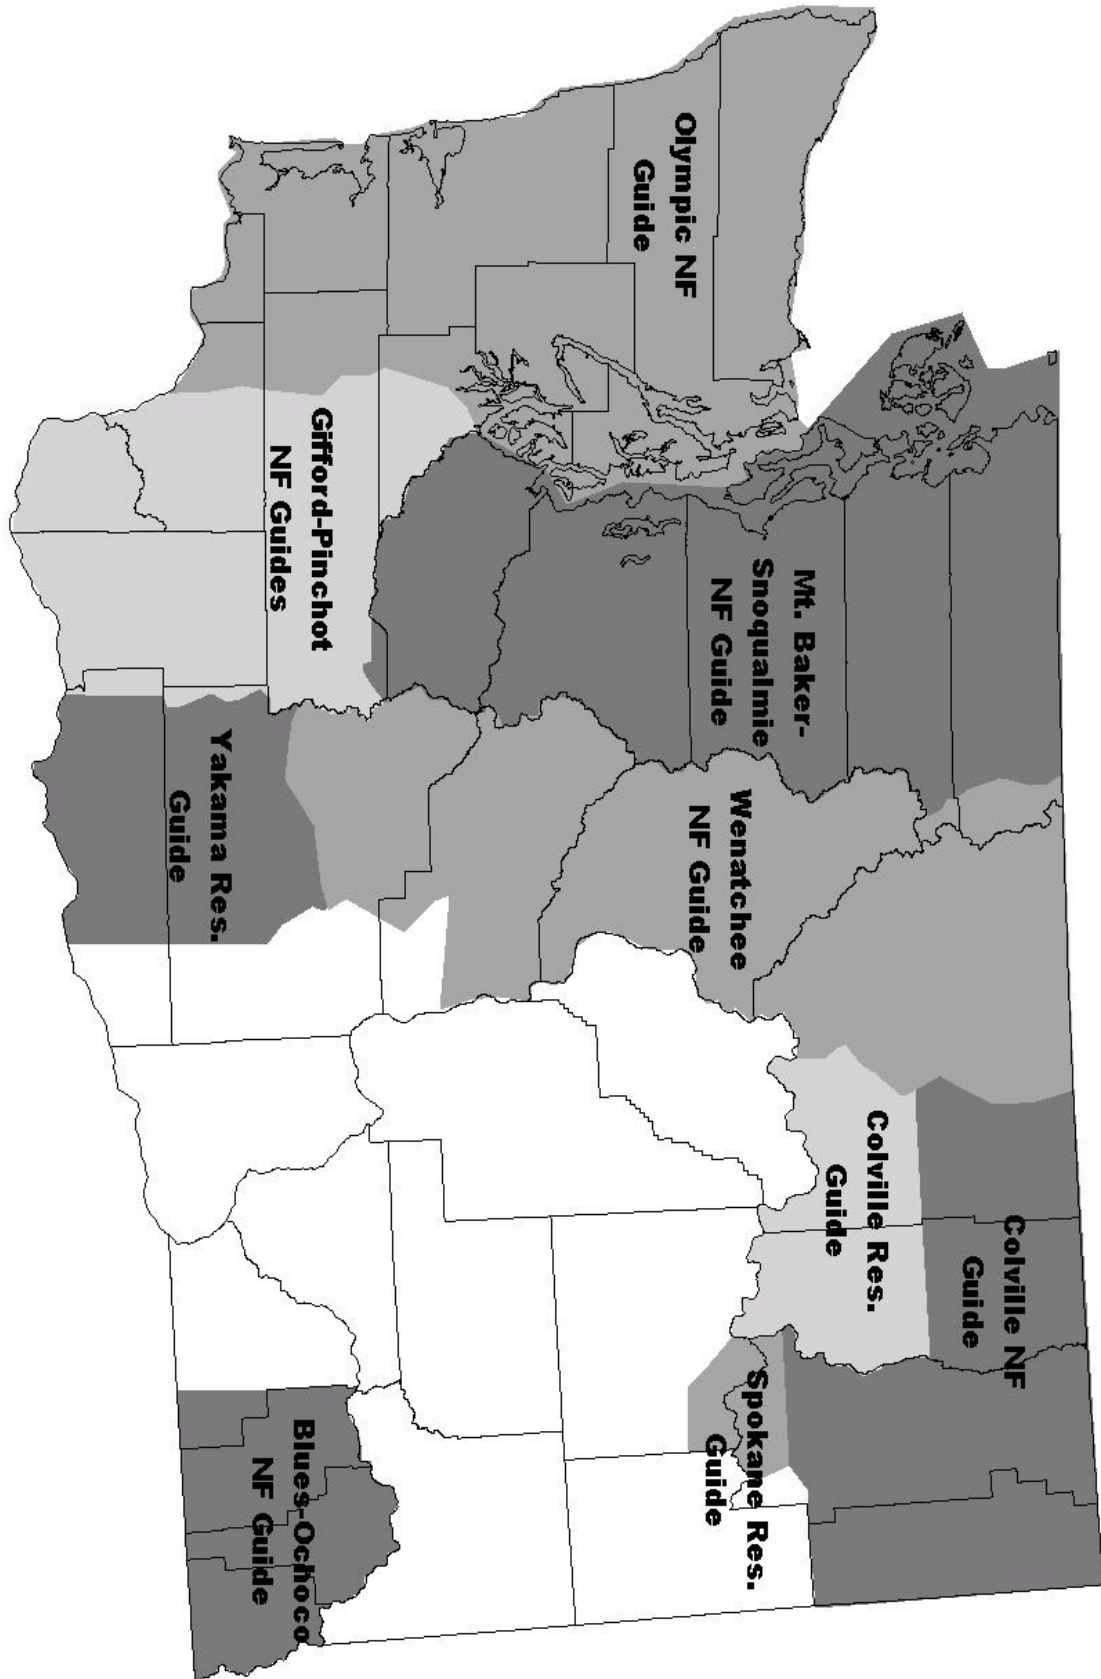 Olympic NF
Guide
Mt. Baker-
Snoqualmie
NF Guide
Gifford-Pinchot
NF Guides
Wenatchee
NF Guide
Yakama Res.
Guide
Colville NF
Guide
Colville Res.
Guide
Spokane Res.
Guide
Blues-Ochoco
NF Guide